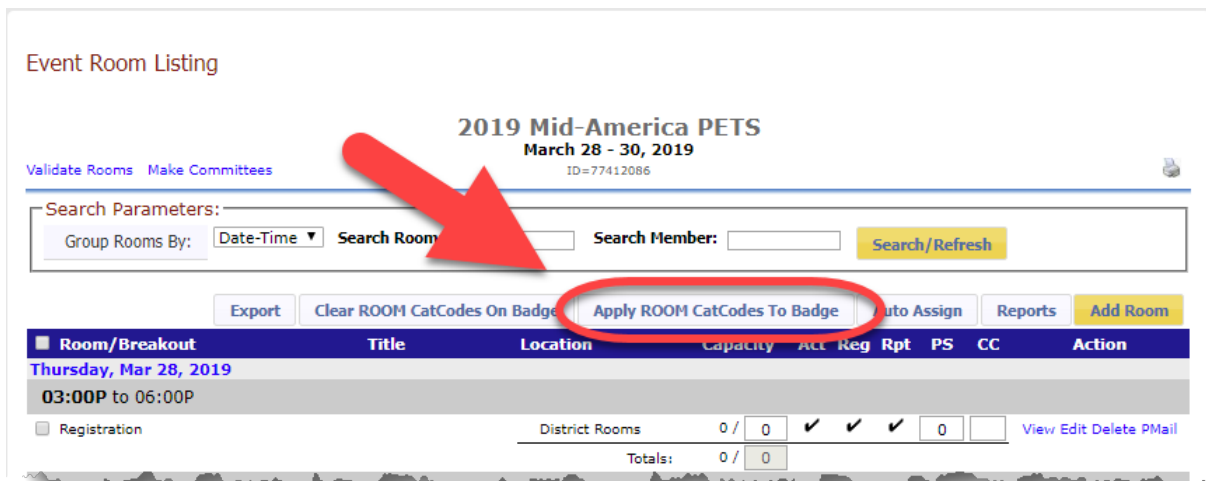 Event Room Listing
2019 Mid-America PETS
March 28 - 30, 2019
Validate Rooms Make Committees ID=77412086
Search Parameters:
Group Rooms By: Date-Time Search Room Search Member: Search/Refresh
Export Clear ROOM CatCodes On Badge Apply ROOM CatCodes To Badge Auto Assign Reports Add Room
Room/Breakout Title Location Capacity Act Reg Rpt PS CC Action
Thursday, Mar 28, 2019
03:00P to 06:00P
Registration District Rooms 0 / 0 0 View Edit Delete PMail
Totals: 0 / 0